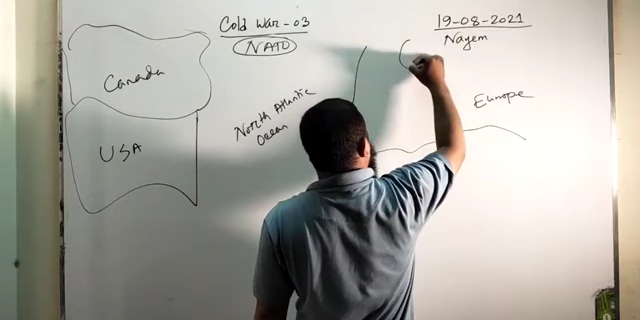 Cold War - 03
NATO
19-08-2021
Nayem
Canada
USA
North Atlantic
Ocean
Europe